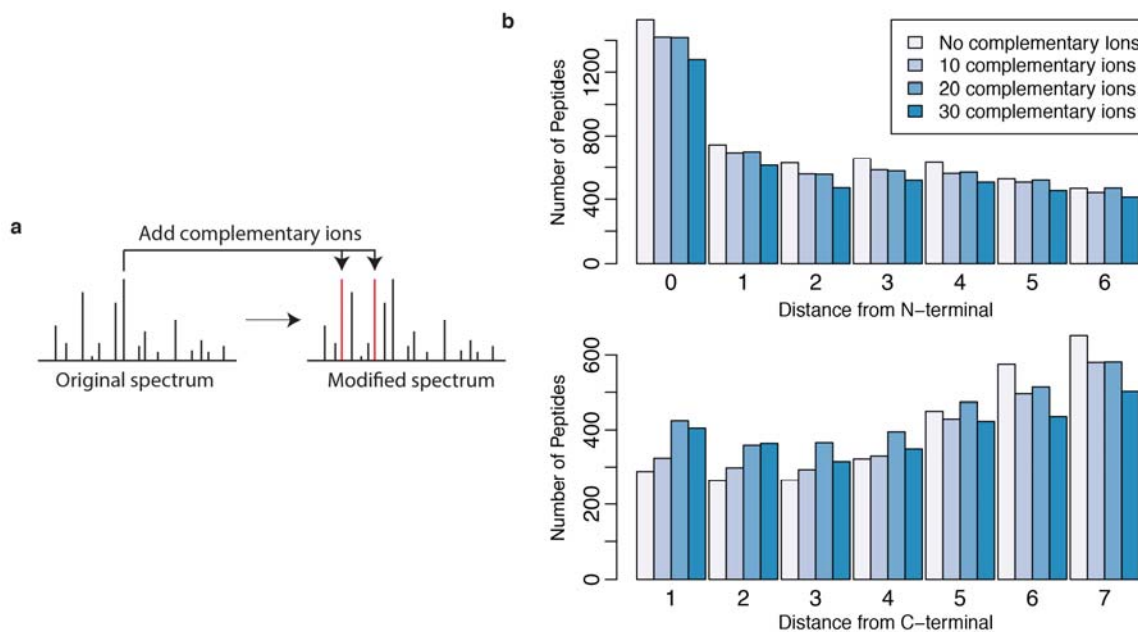 a
Add complementary ions
Original spectrum
Modified spectrum
b
No complementary Ions
10 complementary ions
20 complementary ions
30 complementary ions
Number of Peptides
0
400
800
1200
0
1
2
3
4
5
6
Distance from N-terminal
Number of Peptides
0
200
400
600
1
2
3
4
5
6
7
Distance from C-terminal